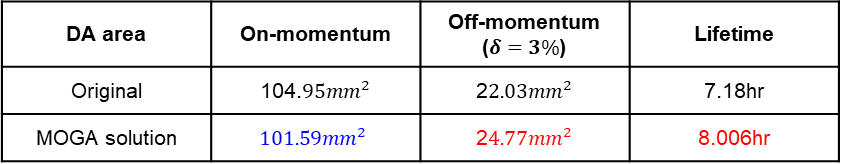 DA area On-momentum Off-momentum (𝜹 = 𝟑%) Lifetime
Original 104.95𝑚𝑚² 22.03𝑚𝑚² 7.18hr
MOGA solution 101.59𝑚𝑚² 24.77𝑚𝑚² 8.006hr